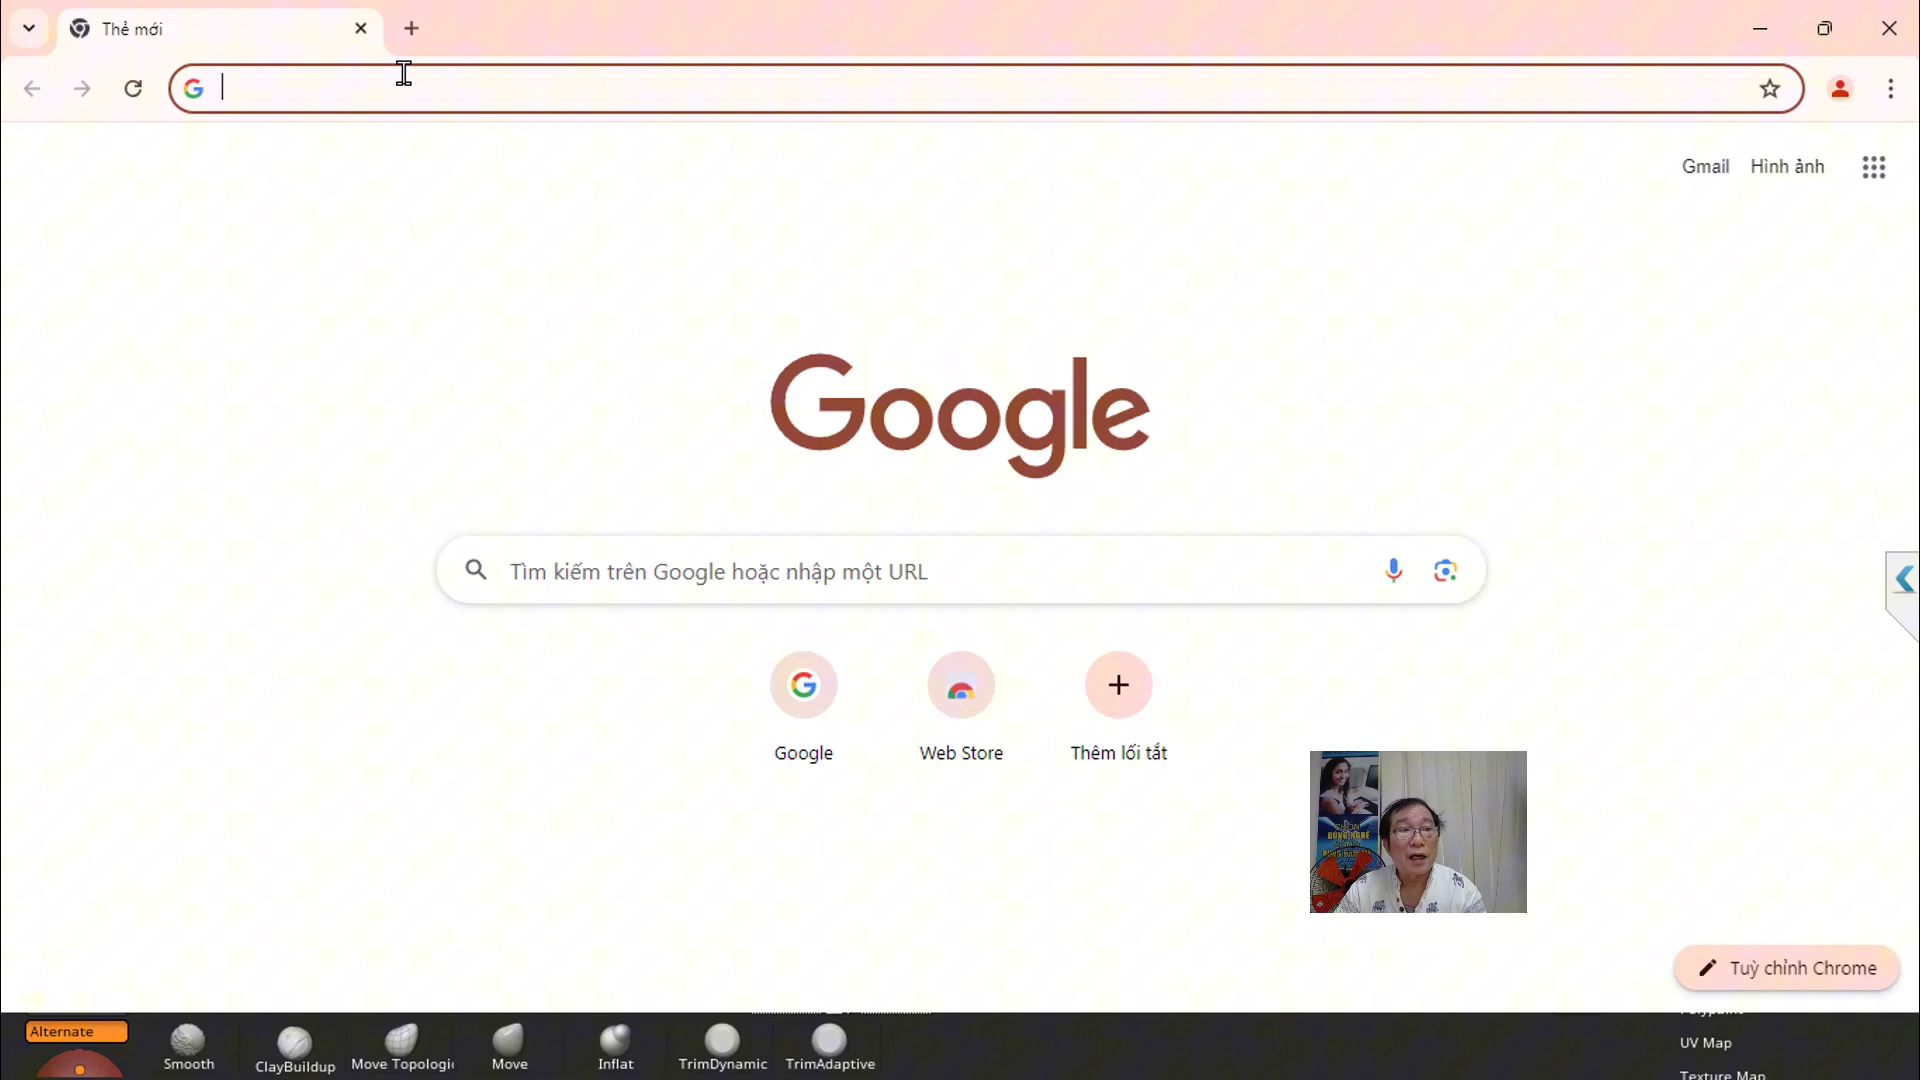 Thẻ mới
Gmail
Hình ảnh
Google
Tìm kiếm trên Google hoặc nhập một URL
Google
Web Store
Thêm lối tắt
Tuỳ chỉnh Chrome
Alternate
Smooth
ClayBuildup
Move Topologi
Move
Inflat
TrimDynamic
TrimAdaptive
UV Map
Texture Map